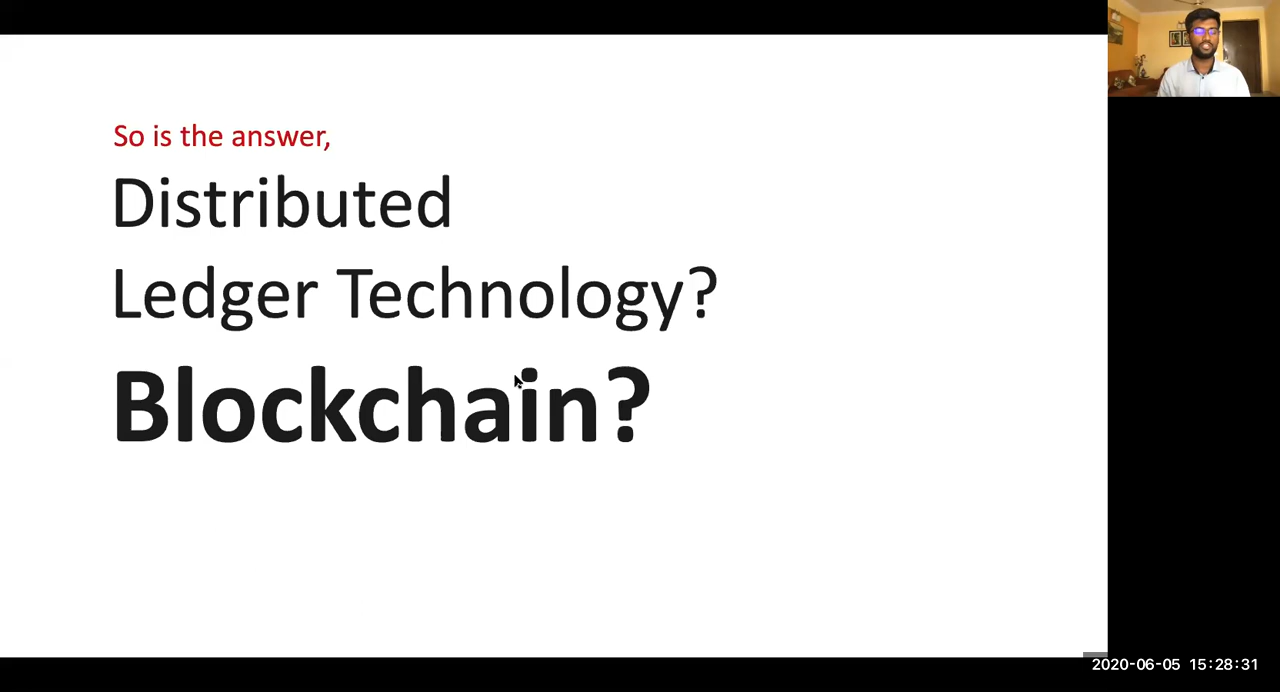 So is the answer,
Distributed
Ledger Technology?
Blockchain?
2020-06-05 15:28:31